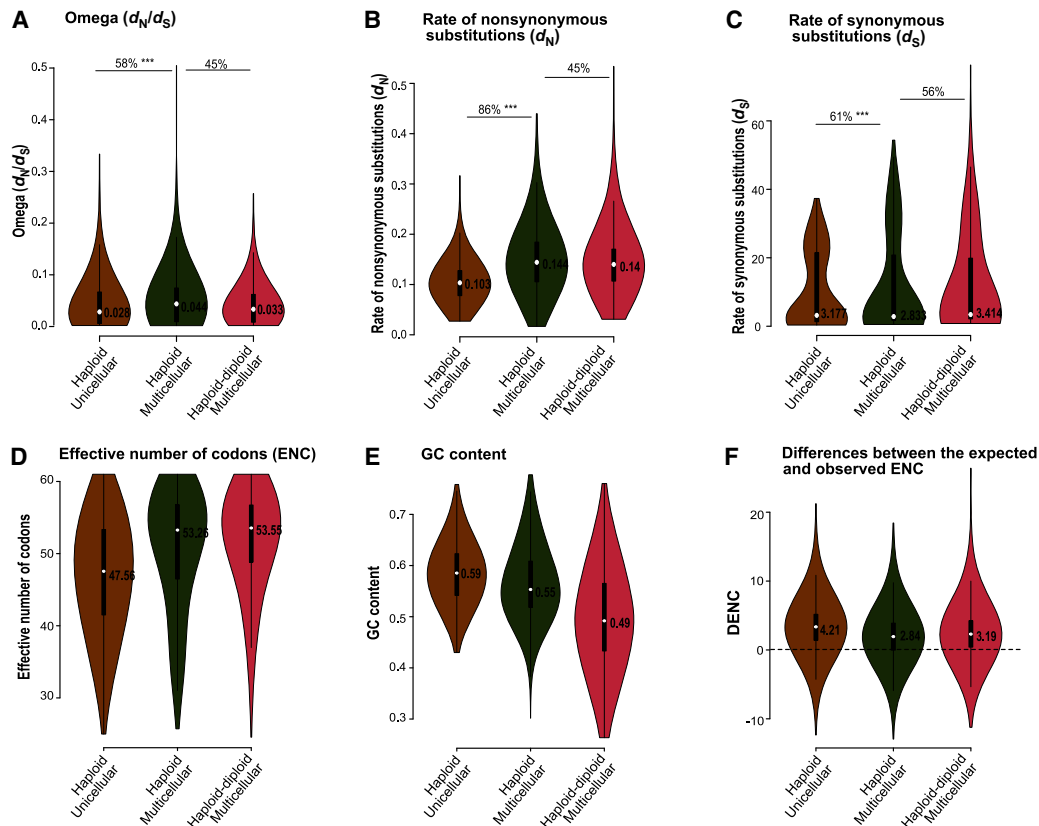 A
Omega (dN/dS)
58% ***
45%
Omega (dN/dS)
0.5
0.4
0.3
0.2
0.1
0.0
0.028
0.044
0.033
Haploid
Unicellular
Haploid
Multicellular
Haploid-diploid
Multicellular
B
Rate of nonsynonymous
substitutions (dN)
86% ***
45%
Rate of nonsynonymous substitutions (dN)
0.5
0.4
0.3
0.2
0.1
0.0
0.103
0.144
0.14
Haploid
Unicellular
Haploid
Multicellular
Haploid-diploid
Multicellular
C
Rate of synonymous
substitutions (dS)
61% ***
56%
Rate of synonymous substitutions (dS)
60
40
20
0
3.177
2.833
3.414
Haploid
Unicellular
Haploid
Multicellular
Haploid-diploid
Multicellular
D
Effective number of codons (ENC)
Effective number of codons
60
50
40
30
47.56
53.26
53.55
Haploid
Unicellular
Haploid
Multicellular
Haploid-diploid
Multicellular
E
GC content
GC content
0.7
0.6
0.5
0.4
0.3
0.59
0.55
0.49
Haploid
Unicellular
Haploid
Multicellular
Haploid-diploid
Multicellular
F
Differences between the expected
and observed ENC
DENC
20
10
0
-10
4.21
2.84
3.19
Haploid
Unicellular
Haploid
Multicellular
Haploid-diploid
Multicellular